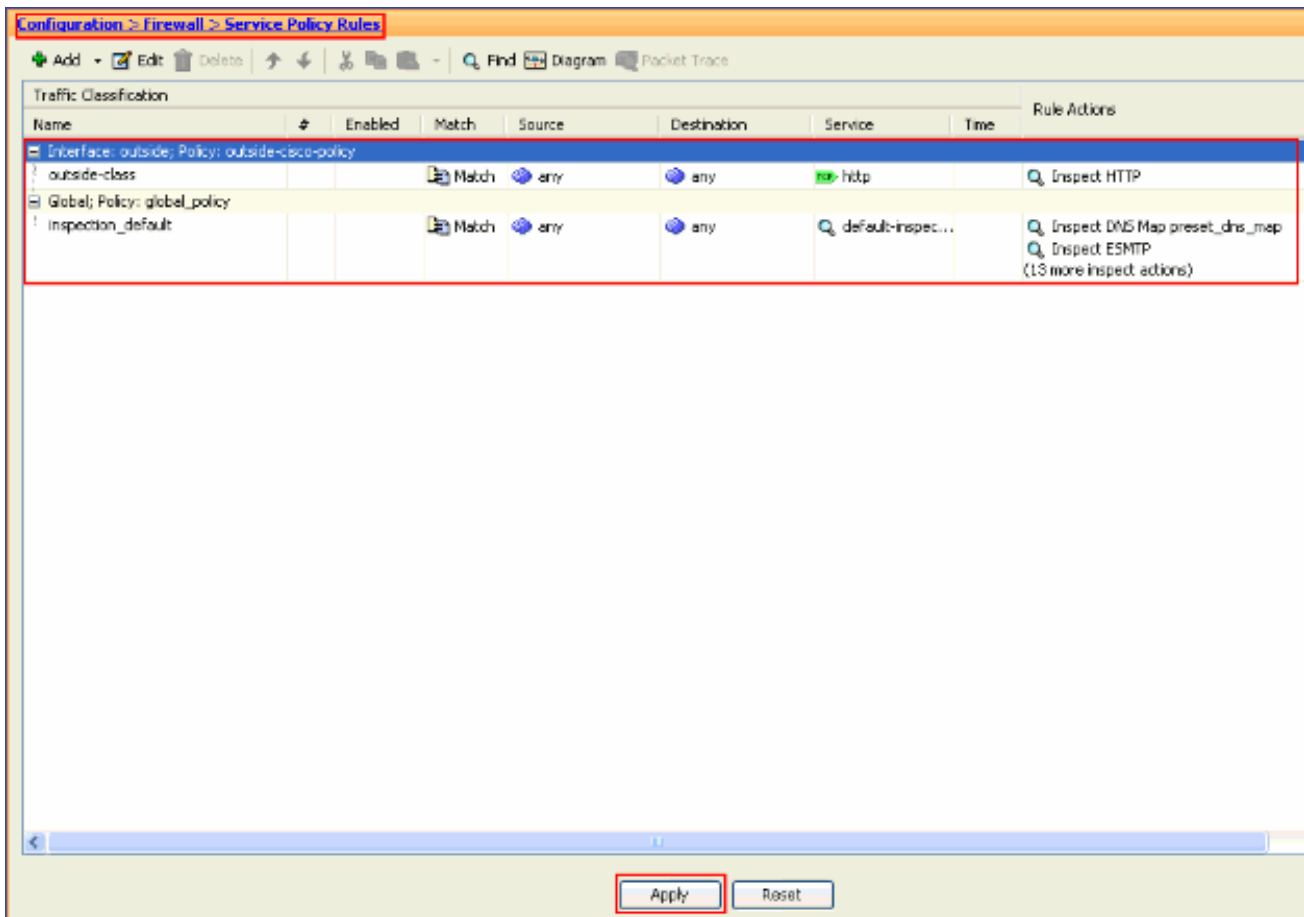 Configuration > Firewall > Service Policy Rules
Add Edit Delete Find Diagram Packet Trace
Traffic Classification
Rule Actions
Name # Enabled Match Source Destination Service Time
Interface: outside; Policy: outside-cisco-policy
outside-class Match any any TCP http Inspect HTTP
Global; Policy: global_policy
inspection_default Match any any default-inspec... Inspect DNS Map preset_dns_map
Inspect ESMTP
(13 more inspect actions)
Apply Reset